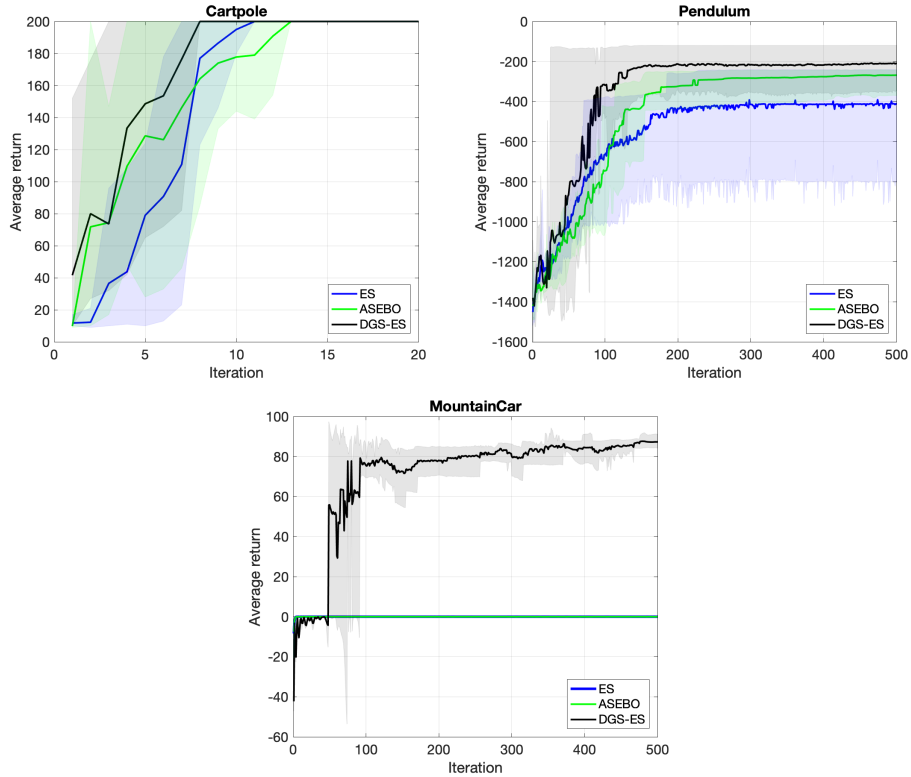 Cartpole
200
180
160
140
120
100
80
60
40
20
0
Average return
0 5 10 15 20
Iteration
ES
ASEBO
DGS-ES
Pendulum
0
-200
-400
-600
-800
-1000
-1200
-1400
-1600
Average return
0 100 200 300 400 500
Iteration
ES
ASEBO
DGS-ES
MountainCar
100
80
60
40
20
0
-20
-40
-60
Average return
0 100 200 300 400 500
Iteration
ES
ASEBO
DGS-ES